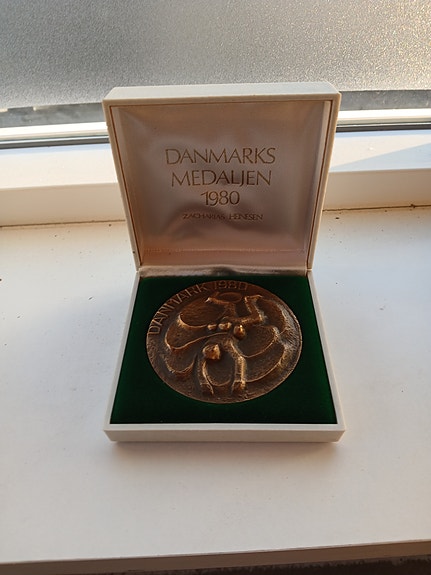 DANMARKS
MEDALJEN
1980
ZACHARIAS HEINESEN
DANMARK 1980